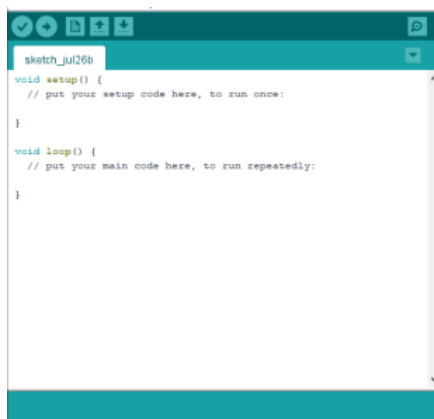 sketch_jul26b
void setup() {
  // put your setup code here, to run once:
}
void loop() {
  // put your main code here, to run repeatedly:
}